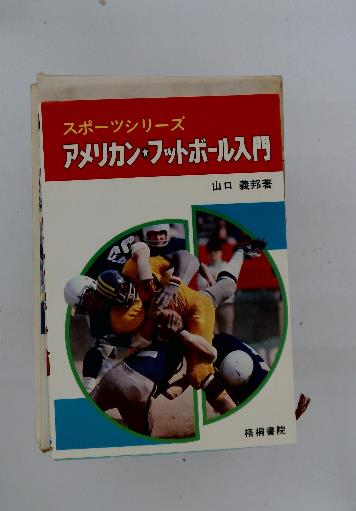 スポーツシリーズ
アメリカン★フットボール入門
山口 義邦著
梧桐書院